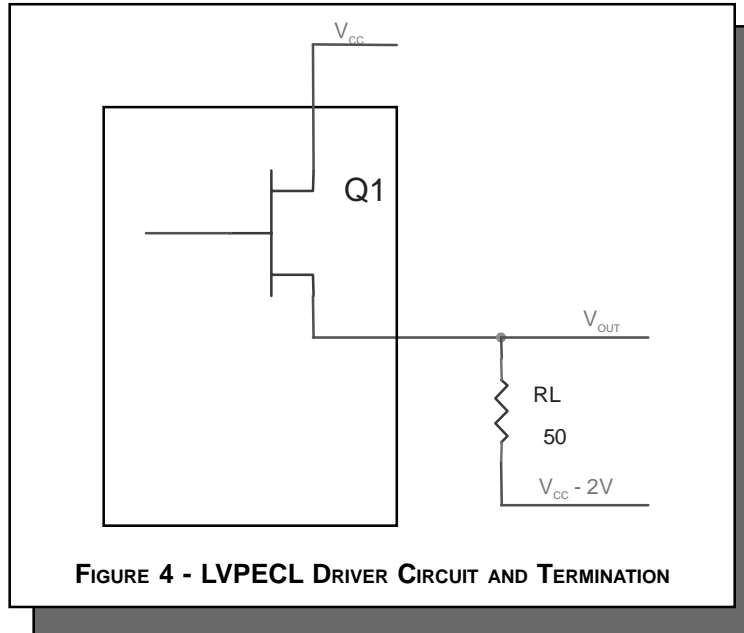 VCC
Q1
VOUT
RL
50
VCC - 2V
FIGURE 4 - LVPECL DRIVER CIRCUIT AND TERMINATION